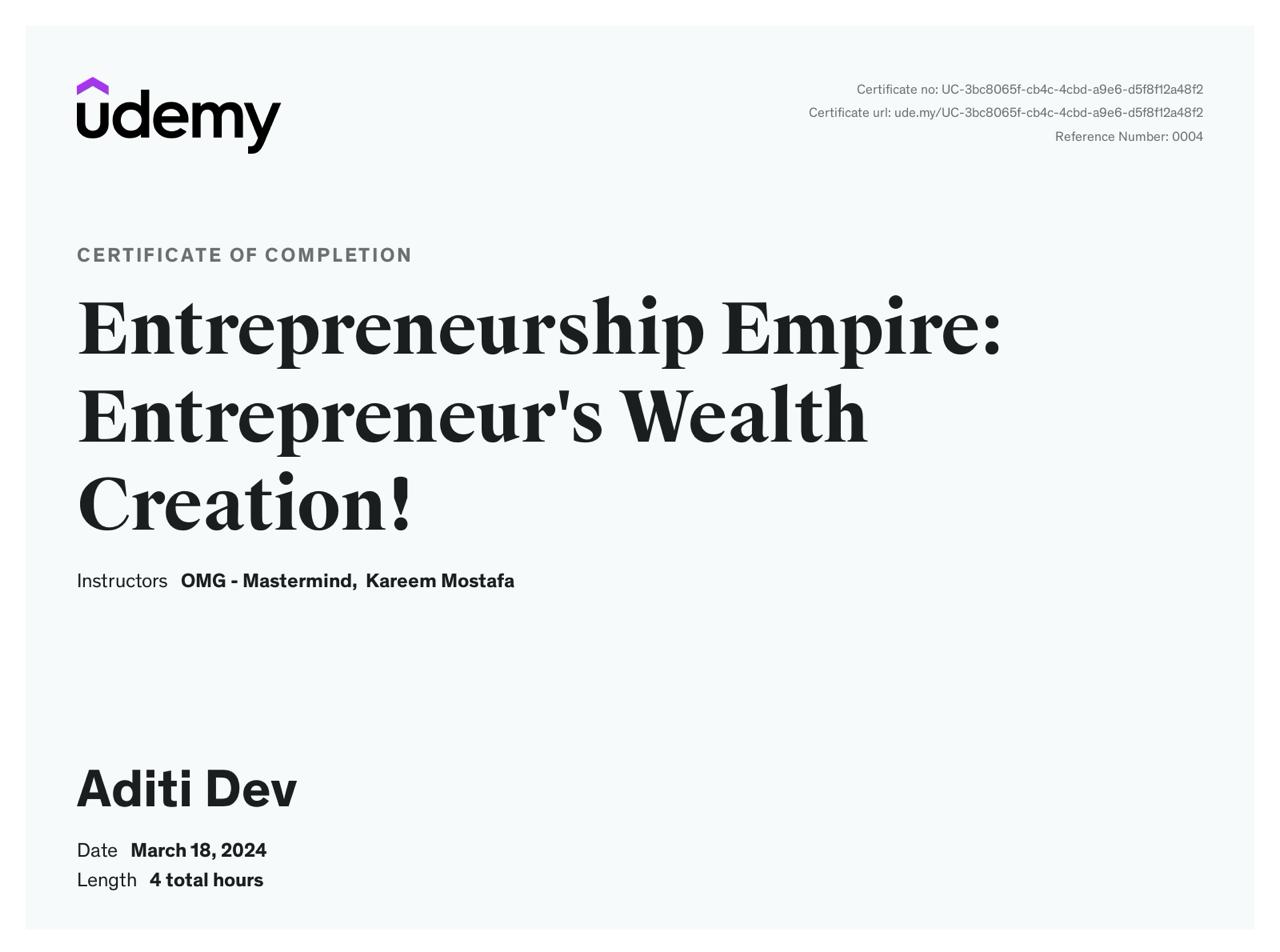 udemy
Certificate no: UC-3bc8065f-cb4c-4cbd-a9e6-d5f8f12a48f2
Certificate url: ude.my/UC-3bc8065f-cb4c-4cbd-a9e6-d5f8f12a48f2
Reference Number: 0004
CERTIFICATE OF COMPLETION
Entrepreneurship Empire:
Entrepreneur's Wealth
Creation!
Instructors OMG - Mastermind, Kareem Mostafa
Aditi Dev
Date March 18, 2024
Length 4 total hours